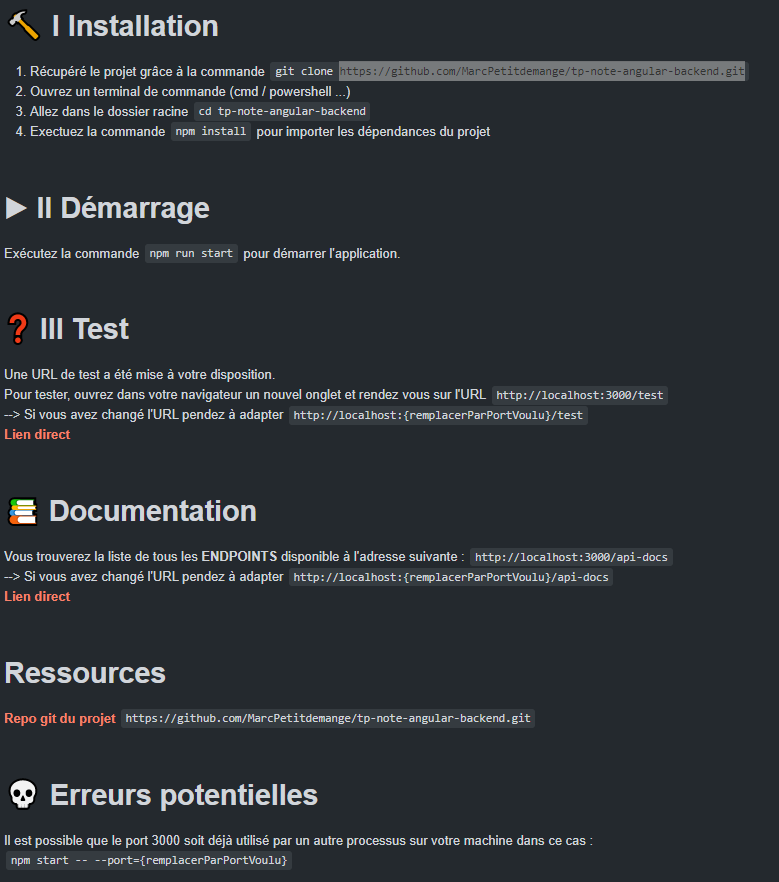 I Installation
1. Récupéré le projet grâce à la commande git clone https://github.com/MarcPetitdemange/tp-note-angular-backend.git
2. Ouvrez un terminal de commande (cmd / powershell ...)
3. Allez dans le dossier racine cd tp-note-angular-backend
4. Exectuez la commande npm install pour importer les dépendances du projet
II Démarrage
Exécutez la commande npm run start pour démarrer l'application.
III Test
Une URL de test a été mise à votre disposition.
Pour tester, ouvrez dans votre navigateur un nouvel onglet et rendez vous sur l'URL http://localhost:3000/test
--> Si vous avez changé l'URL pendez à adapter http://localhost:{remplacerParPortVoulu}/test
Lien direct
Documentation
Vous trouverez la liste de tous les ENDPOINTS disponible à l'adresse suivante : http://localhost:3000/api-docs
--> Si vous avez changé l'URL pendez à adapter http://localhost:{remplacerParPortVoulu}/api-docs
Lien direct
Ressources
Repo git du projet https://github.com/MarcPetitdemange/tp-note-angular-backend.git
Erreurs potentielles
Il est possible que le port 3000 soit déjà utilisé par un autre processus sur votre machine dans ce cas :
npm start -- --port={remplacerParPortVoulu}